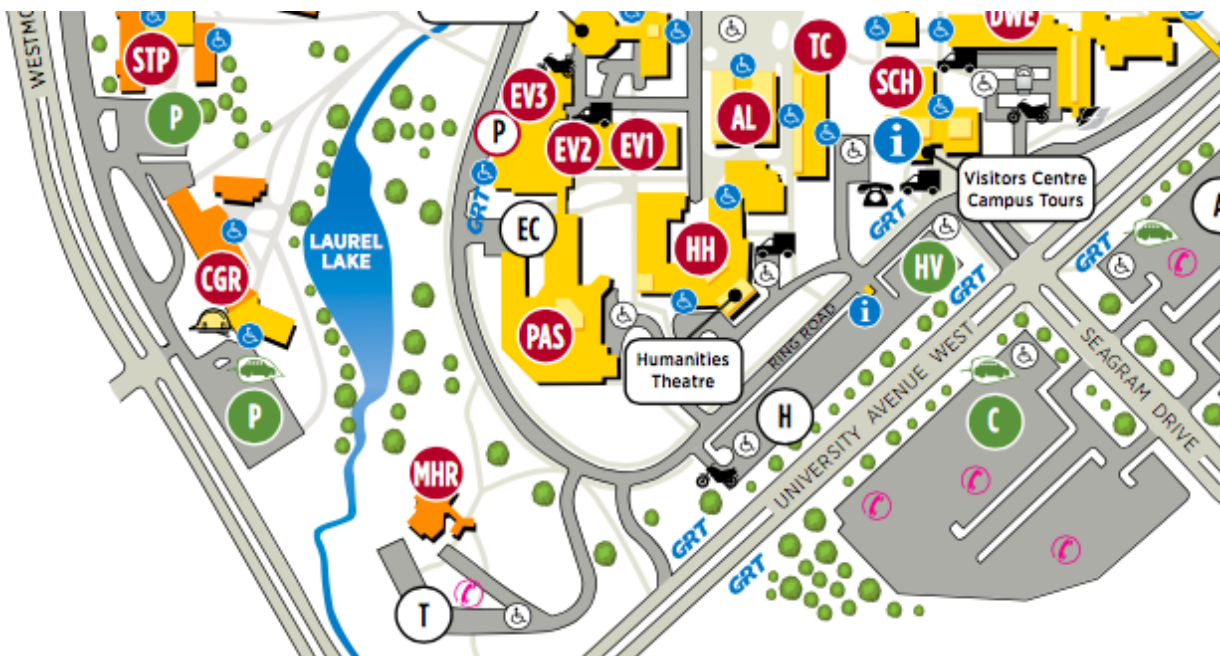 DWE
TC
STP
SCH
EV3
P
AL
P
EV2
EV1
i
Visitors Centre
Campus Tours
GRT
GRT
EC
HH
LAUREL
LAKE
CGR
HV
GRT
GRT
i
RING ROAD
PAS
Humanities
Theatre
UNIVERSITY AVENUE WEST
SEAGRAM DRIVE
P
H
C
MHR
GRT
GRT
T